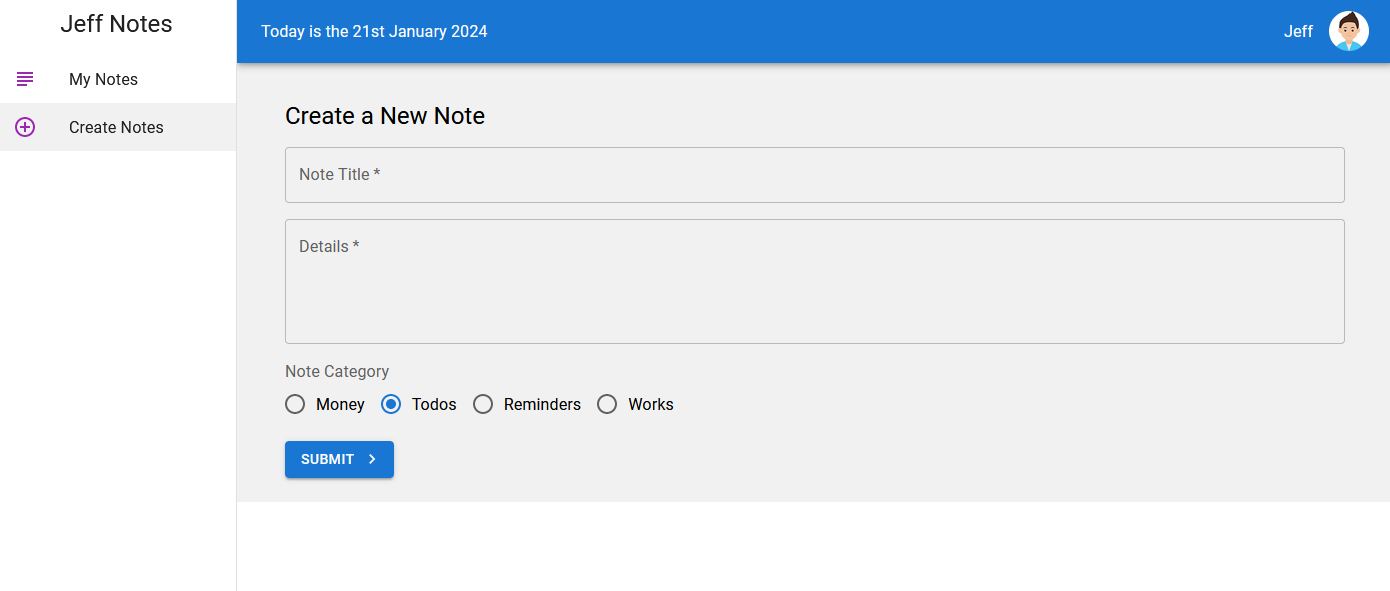 Jeff Notes
My Notes
Create Notes
Today is the 21st January 2024
Jeff
Create a New Note
Note Title *
Details *
Note Category
Money Todos Reminders Works
SUBMIT